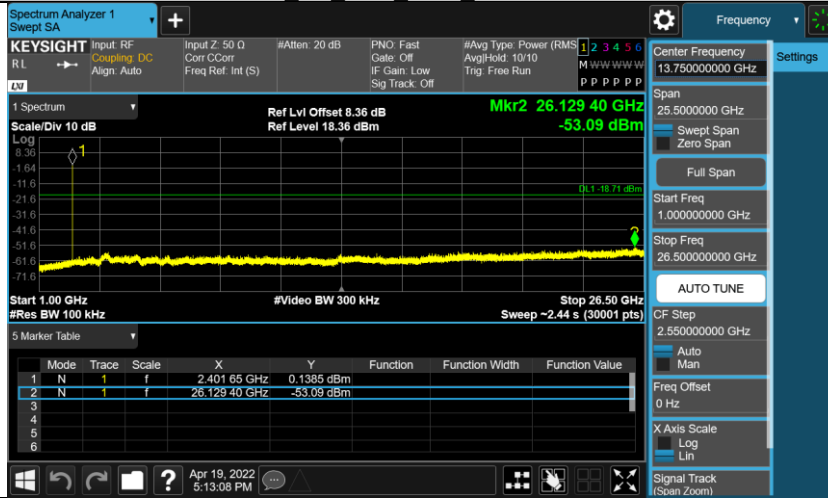 Spectrum Analyzer 1
Swept SA
+
Frequency
KEYSIGHT
RL
LXI
Input: RF
Coupling: DC
Align: Auto
Input Z: 50 Ω
Corr CCorr
Freq Ref: Int (S)
#Atten: 20 dB
PNO: Fast
Gate: Off
IF Gain: Low
Sig Track: Off
#Avg Type: Power (RMS
Avg|Hold: 10/10
Trig: Free Run
1 2 3 4 5 6
M W W W W W
P P P P P P
1 Spectrum
Scale/Div 10 dB
Ref Lvl Offset 8.36 dB
Ref Level 18.36 dBm
Mkr2 26.129 40 GHz
-53.09 dBm
Log
8.36
-1.64
-11.6
-21.6
-31.6
-41.6
-51.6
-61.6
-71.6
1
DL1 -18.71 dBm
Start 1.00 GHz
#Res BW 100 kHz
#Video BW 300 kHz
Stop 26.50 GHz
Sweep ~2.44 s (30001 pts)
5 Marker Table
Mode Trace Scale X Y Function Function Width Function Value
1 N 1 f 2.401 65 GHz 0.1385 dBm
2 N 1 f 26.129 40 GHz -53.09 dBm
3
4
5
6
?
Apr 19, 2022
5:13:08 PM
Center Frequency
13.750000000 GHz
Settings
Span
25.5000000 GHz
Swept Span
Zero Span
Full Span
Start Freq
1.000000000 GHz
Stop Freq
26.500000000 GHz
AUTO TUNE
CF Step
2.550000000 GHz
Auto
Man
Freq Offset
0 Hz
X Axis Scale
Log
Lin
Signal Track
(Span Zoom)